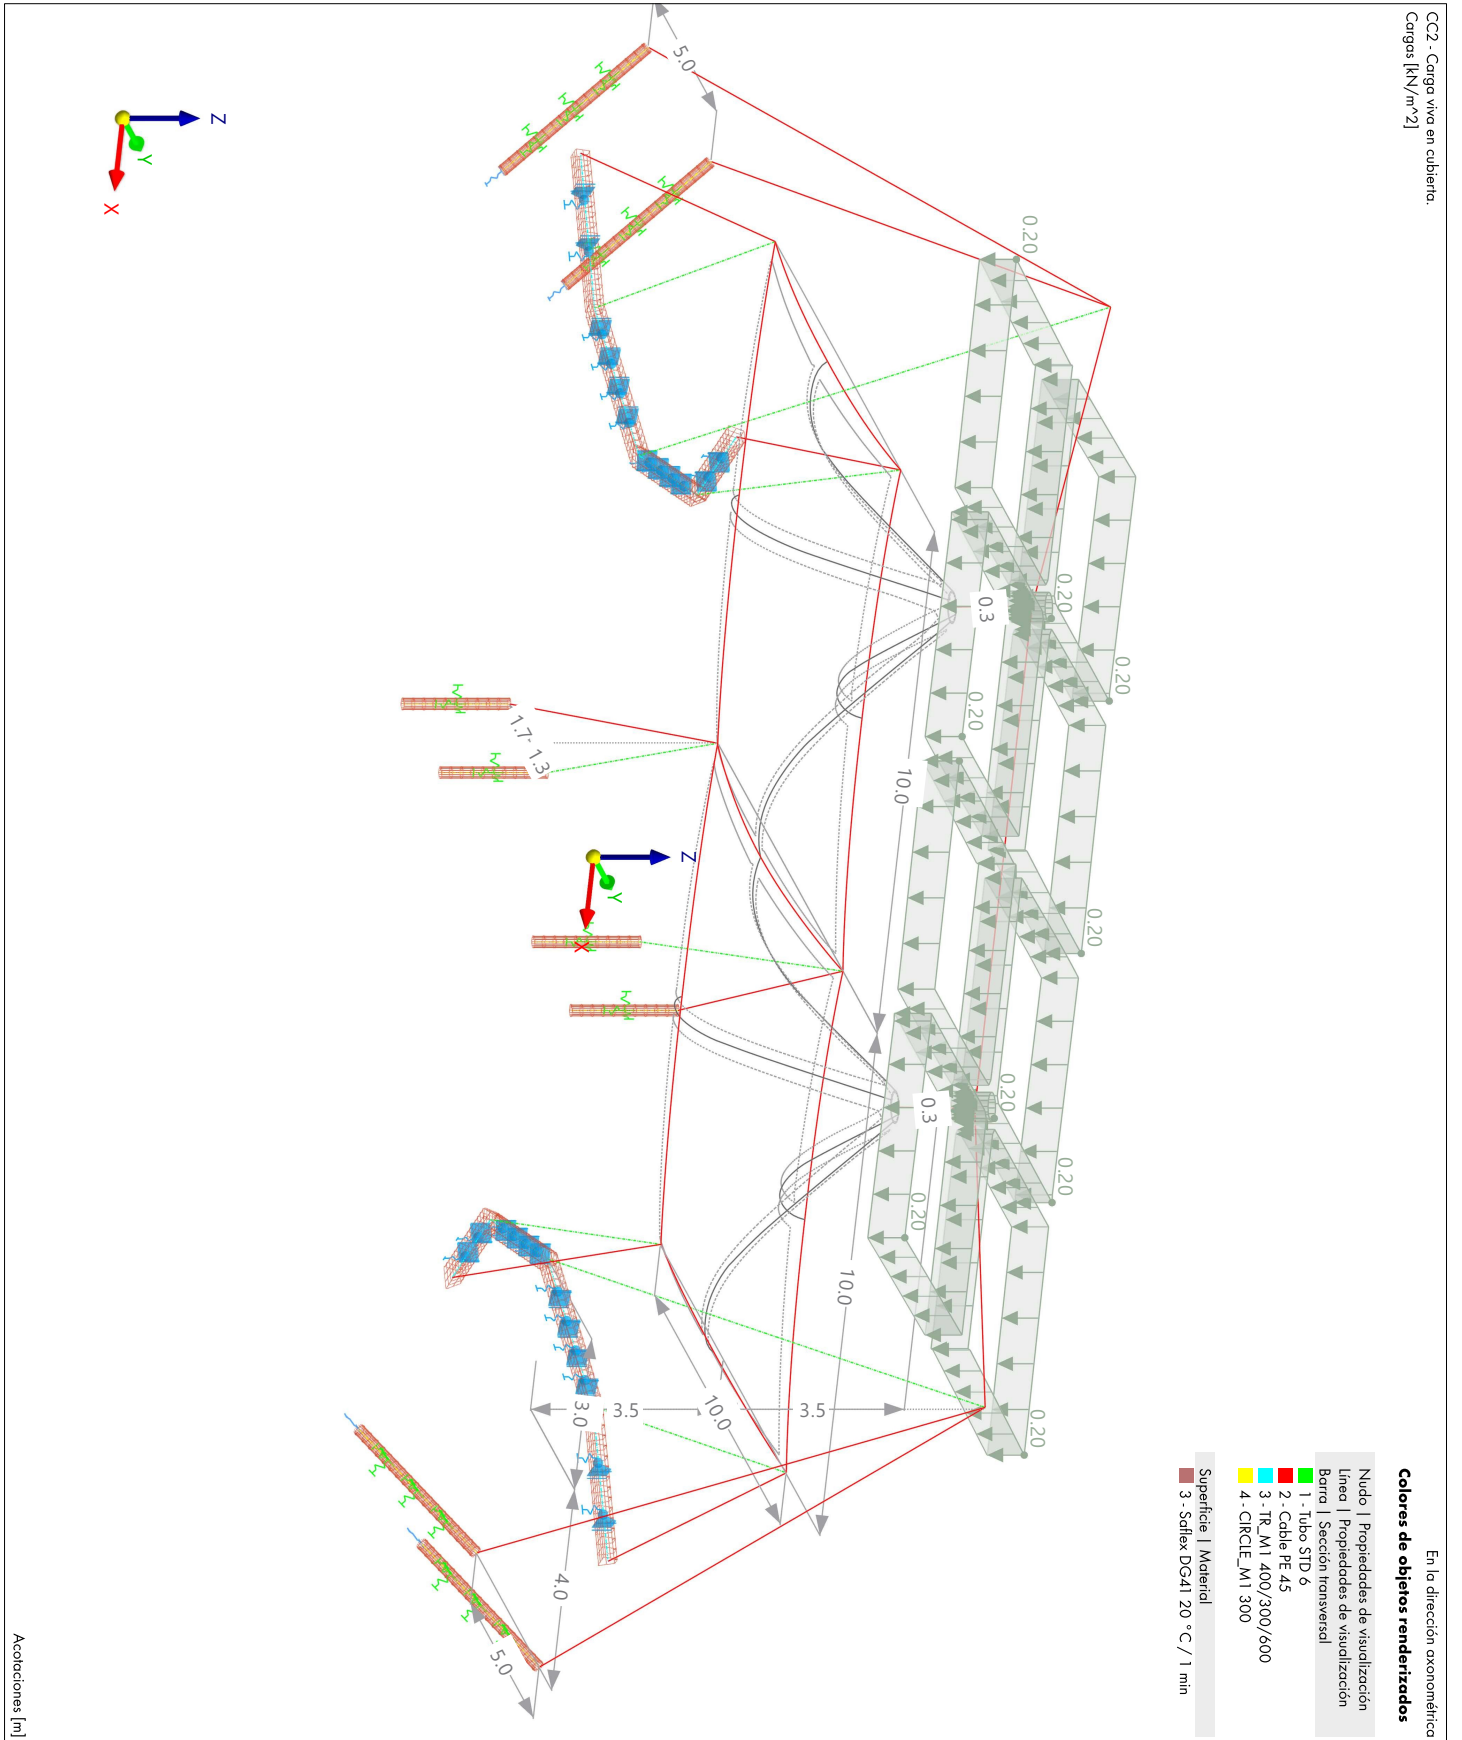 CC2 - Carga viva en cubierta.
Cargas [kN/m^2]
En la dirección axonométrica
Colores de objetos renderizados
Nudo | Propiedades de visualización
Línea | Propiedades de visualización
Barra | Sección transversal
1 - Tubo STD 6
2 - Cable PE 45
3 - TR_M1 400/300/600
4 - CIRCLE_M1 300
Superficie | Material
3 - Saflex DG41 20 °C / 1 min
0.20
0.20
0.20
0.20
0.20
0.20
0.20
0.20
0.20
5.0
0.3
0.3
10.0
10.0
10.0
1.7
1.3
3.5
3.5
3.0
4.0
5.0
Z
Y
X
Z
Y
X
Acotaciones [m]